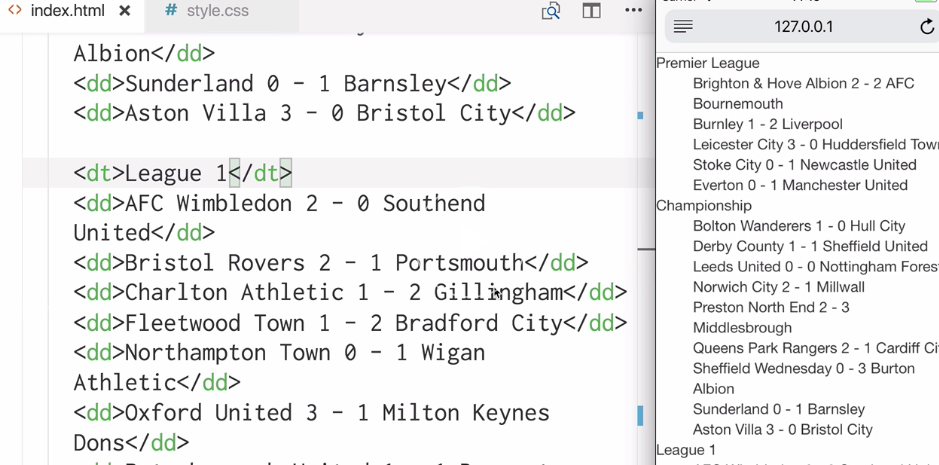 <> index.html ×
# style.css
Albion</dd>
<dd>Sunderland 0 - 1 Barnsley</dd>
<dd>Aston Villa 3 - 0 Bristol City</dd>
<dt>League 1</dt>
<dd>AFC Wimbledon 2 - 0 Southend
United</dd>
<dd>Bristol Rovers 2 - 1 Portsmouth</dd>
<dd>Charlton Athletic 1 - 2 Gillingham</dd>
<dd>Fleetwood Town 1 - 2 Bradford City</dd>
<dd>Northampton Town 0 - 1 Wigan
Athletic</dd>
<dd>Oxford United 3 - 1 Milton Keynes
Dons</dd>
127.0.0.1
Premier League
Brighton & Hove Albion 2 - 2 AFC
Bournemouth
Burnley 1 - 2 Liverpool
Leicester City 3 - 0 Huddersfield Town
Stoke City 0 - 1 Newcastle United
Everton 0 - 1 Manchester United
Championship
Bolton Wanderers 1 - 0 Hull City
Derby County 1 - 1 Sheffield United
Leeds United 0 - 0 Nottingham Fores
Norwich City 2 - 1 Millwall
Preston North End 2 - 3
Middlesbrough
Queens Park Rangers 2 - 1 Cardiff Ci
Sheffield Wednesday 0 - 3 Burton
Albion
Sunderland 0 - 1 Barnsley
Aston Villa 3 - 0 Bristol City
League 1